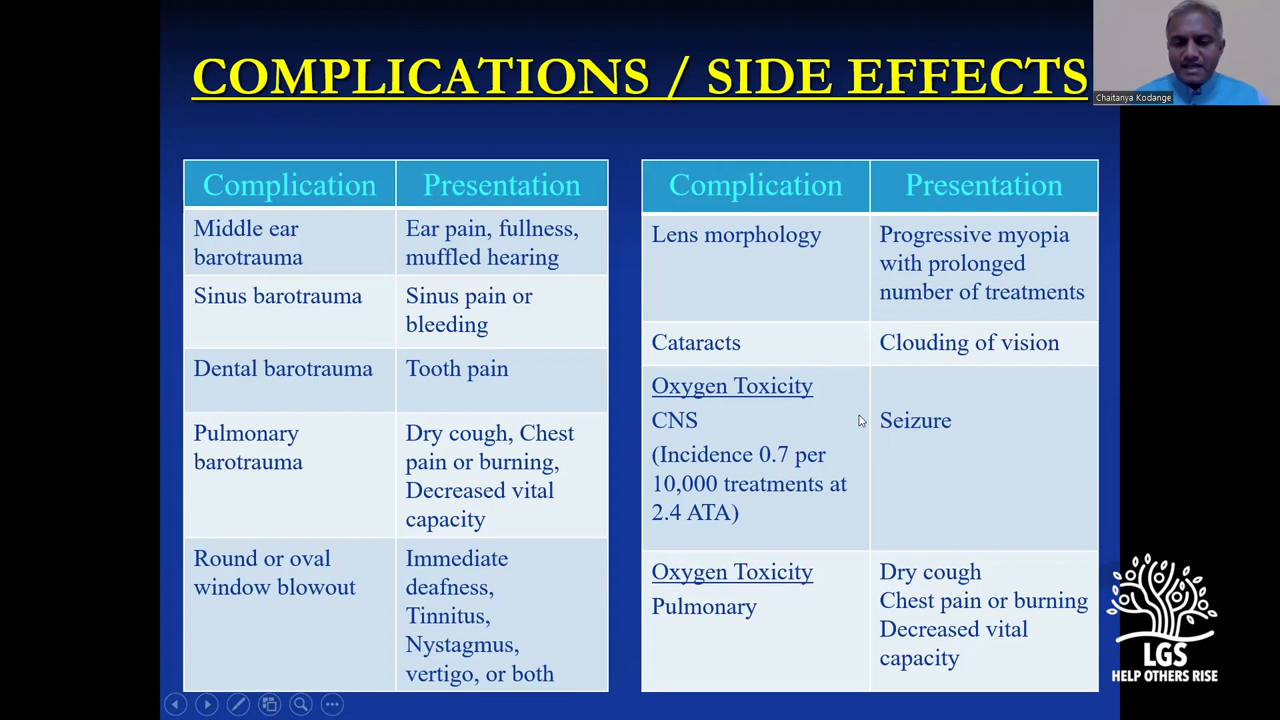 COMPLICATIONS / SIDE EFFECTS
Chaitanya Kodange
Complication
Presentation
Middle ear
barotrauma
Ear pain, fullness,
muffled hearing
Sinus barotrauma
Sinus pain or
bleeding
Dental barotrauma
Tooth pain
Pulmonary
barotrauma
Dry cough, Chest
pain or burning,
Decreased vital
capacity
Round or oval
window blowout
Immediate
deafness,
Tinnitus,
Nystagmus,
vertigo, or both
Complication
Presentation
Lens morphology
Progressive myopia
with prolonged
number of treatments
Cataracts
Clouding of vision
Oxygen Toxicity
CNS
(Incidence 0.7 per
10,000 treatments at
2.4 ATA)
Seizure
Oxygen Toxicity
Pulmonary
Dry cough
Chest pain or burning
Decreased vital
capacity
LGS
HELP OTHERS RISE